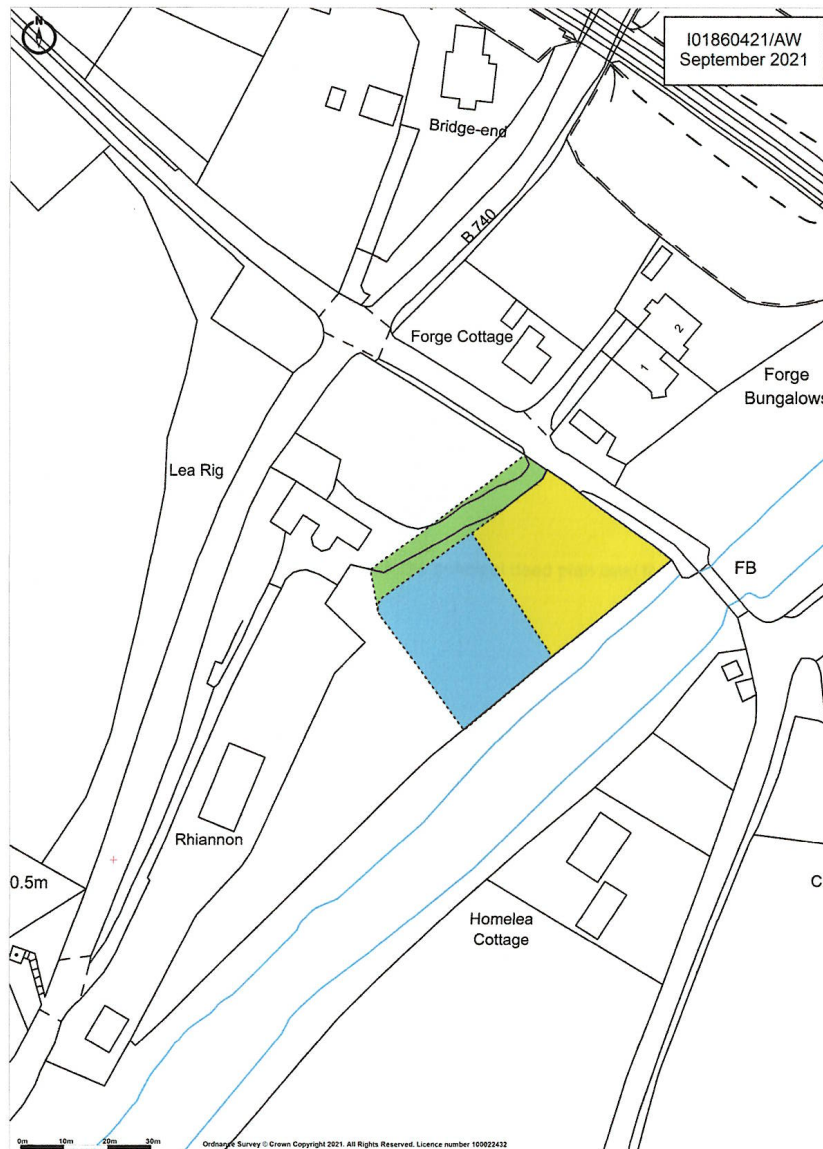 N
I01860421/AW
September 2021
Bridge-end
B 740
Forge Cottage
2
1
Forge
Bungalows
Lea Rig
FB
Rhiannon
0.5m
C
Homelea
Cottage
0m 10m 20m 30m
Ordnance Survey © Crown Copyright 2021. All Rights Reserved. Licence number 100022432